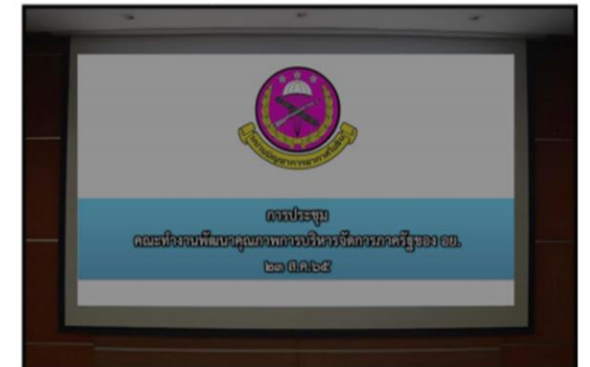 การประชุม
คณะทำงานพัฒนาคุณภาพการบริหารจัดการภาครัฐของ อย.
๒๓ ส.ค.๖๕